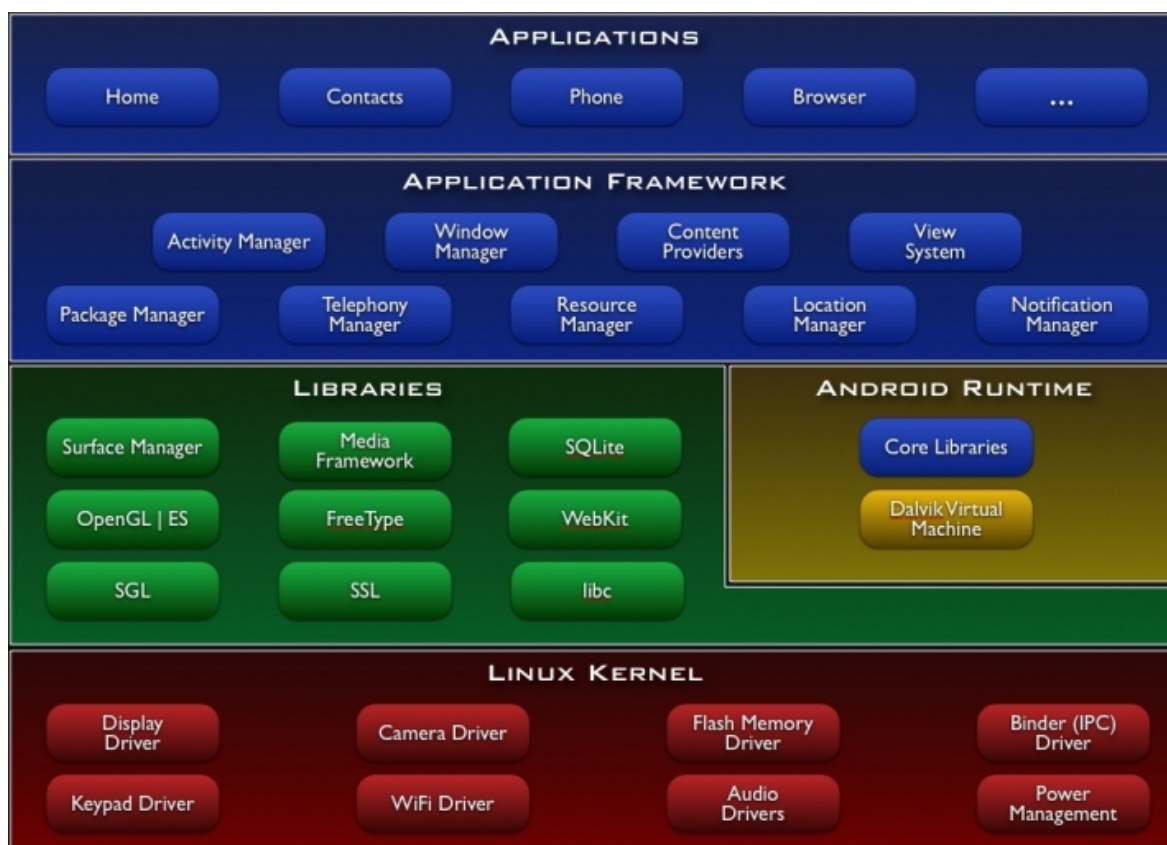 APPLICATIONS
Home
Contacts
Phone
Browser
...
APPLICATION FRAMEWORK
Activity Manager
Window
Manager
Content
Providers
View
System
Package Manager
Telephony
Manager
Resource
Manager
Location
Manager
Notification
Manager
LIBRARIES
Surface Manager
Media
Framework
SQLite
OpenGL | ES
FreeType
WebKit
SGL
SSL
libc
ANDROID RUNTIME
Core Libraries
Dalvik Virtual
Machine
LINUX KERNEL
Display
Driver
Camera Driver
Flash Memory
Driver
Binder (IPC)
Driver
Keypad Driver
WiFi Driver
Audio
Drivers
Power
Management